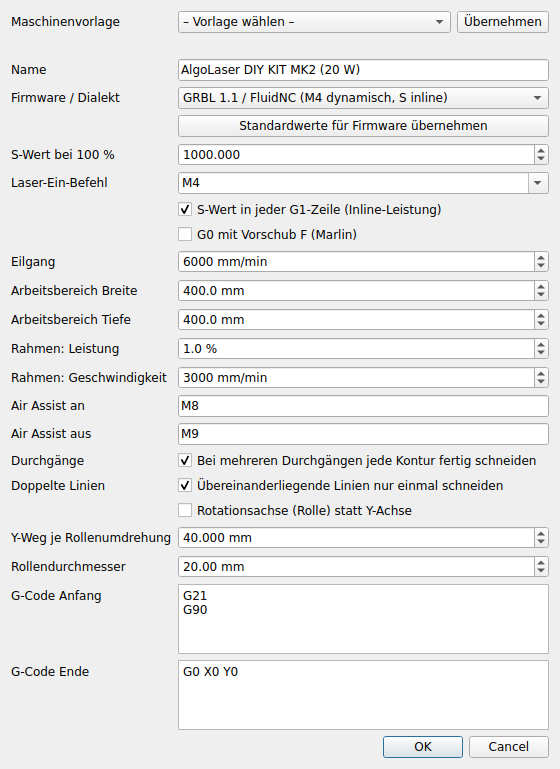 Maschinenvorlage – Vorlage wählen – Übernehmen
Name AlgoLaser DIY KIT MK2 (20 W)
Firmware / Dialekt GRBL 1.1 / FluidNC (M4 dynamisch, S inline)
Standardwerte für Firmware übernehmen
S-Wert bei 100 % 1000.000
Laser-Ein-Befehl M4
S-Wert in jeder G1-Zeile (Inline-Leistung)
G0 mit Vorschub F (Marlin)
Eilgang 6000 mm/min
Arbeitsbereich Breite 400.0 mm
Arbeitsbereich Tiefe 400.0 mm
Rahmen: Leistung 1.0 %
Rahmen: Geschwindigkeit 3000 mm/min
Air Assist an M8
Air Assist aus M9
Durchgänge Bei mehreren Durchgängen jede Kontur fertig schneiden
Doppelte Linien Übereinanderliegende Linien nur einmal schneiden
Rotationsachse (Rolle) statt Y-Achse
Y-Weg je Rollenumdrehung 40.000 mm
Rollendurchmesser 20.00 mm
G-Code Anfang G21
G90
G-Code Ende G0 X0 Y0
OK Cancel